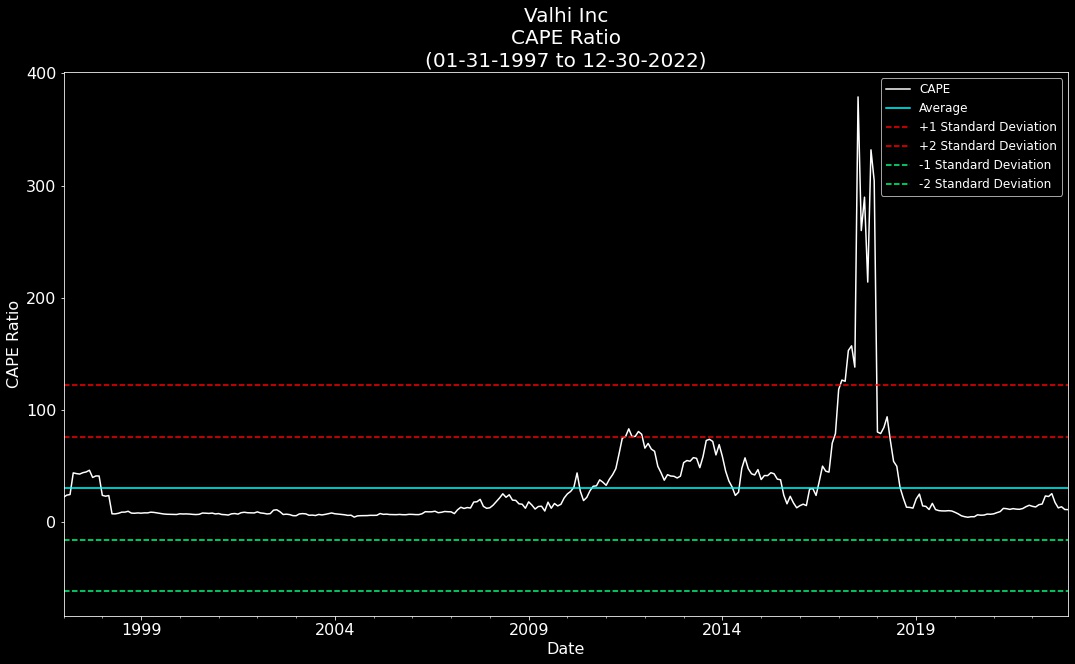 Valhi Inc
CAPE Ratio
(01-31-1997 to 12-30-2022)
400
300
200
100
0
CAPE Ratio
CAPE
Average
+1 Standard Deviation
+2 Standard Deviation
-1 Standard Deviation
-2 Standard Deviation
1999
2004
2009
2014
2019
Date